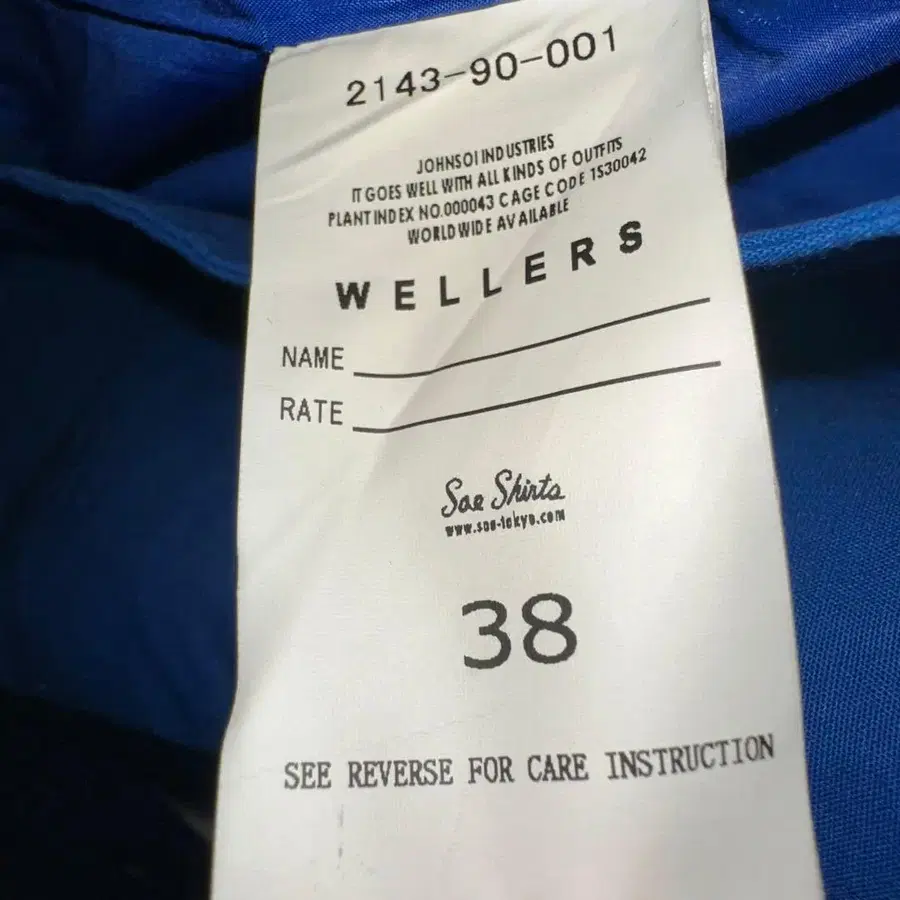 2143-90-001
JOHNSOI INDUSTRIES
IT GOES WELL WITH ALL KINDS OF OUTFITS
PLANT INDEX NO.000043 CAGE CODE 1S30042
WORLD WIDE AVAILABLE
WELLERS
NAME
RATE
Soe Shirts
www.soe-tokyo.com
38
SEE REVERSE FOR CARE INSTRUCTION